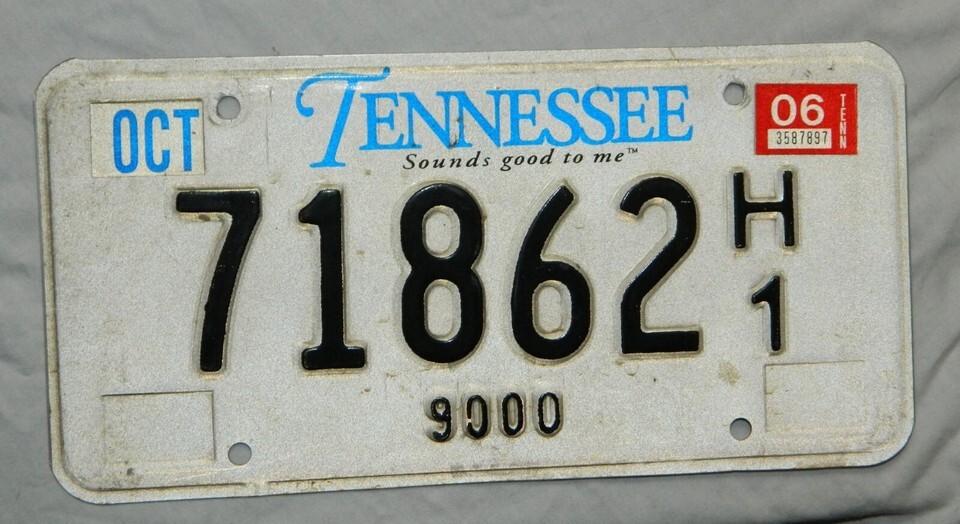 OCT
TENNESSEE
06
TENN
3587897
Sounds good to me™
71862
H
1
9000